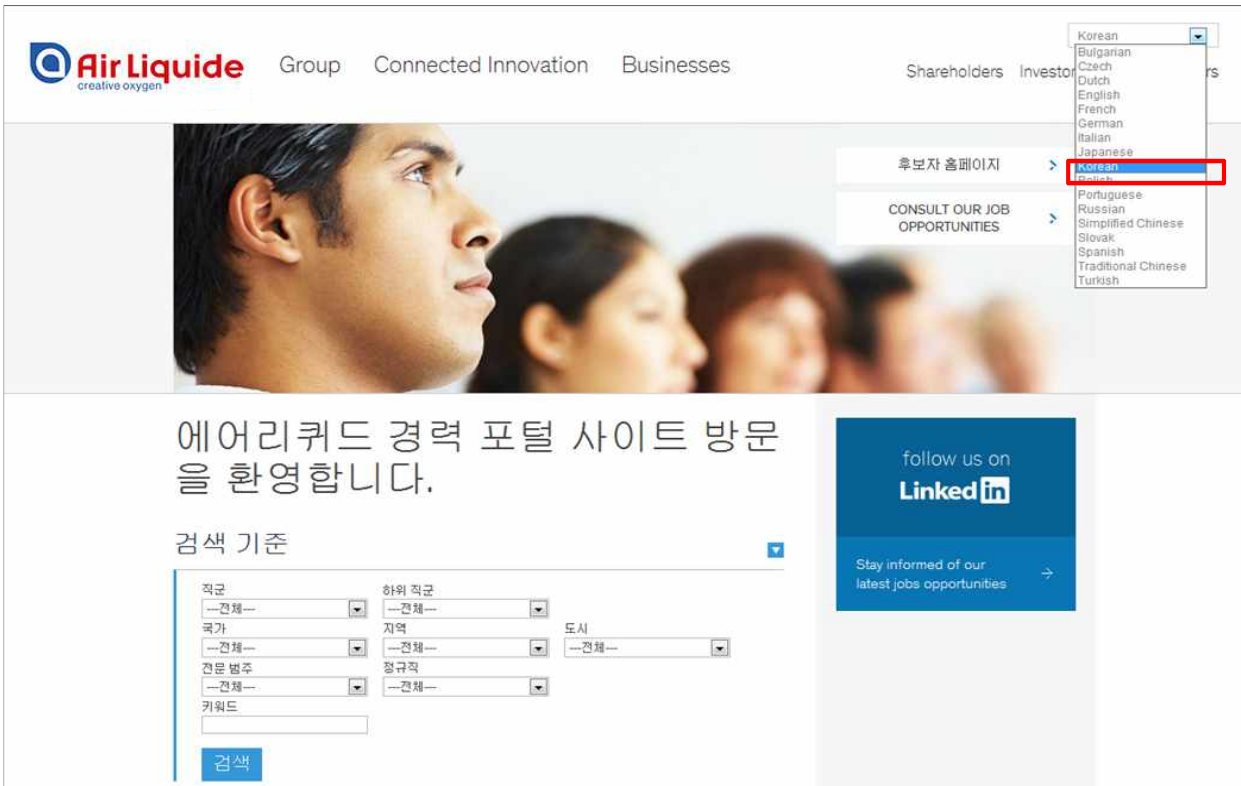 Korean
Air Liquide
creative oxygen
Group Connected Innovation Businesses
Shareholders Investor rs
Bulgarian
Czech
Dutch
English
French
German
Italian
Japanese
Korean
Polish
Portuguese
Russian
Simplified Chinese
Slovak
Spanish
Traditional Chinese
Turkish
후보자 홈페이지
CONSULT OUR JOB
OPPORTUNITIES
에어리퀴드 경력 포털 사이트 방문
을 환영합니다.
검색 기준
직군 하위 직군
---전체--- ---전체---
국가 지역 도시
---전체--- ---전체--- ---전체---
전문 범주 정규직
---전체--- ---전체---
키워드
검색
follow us on
Linked in
Stay informed of our
latest jobs opportunities